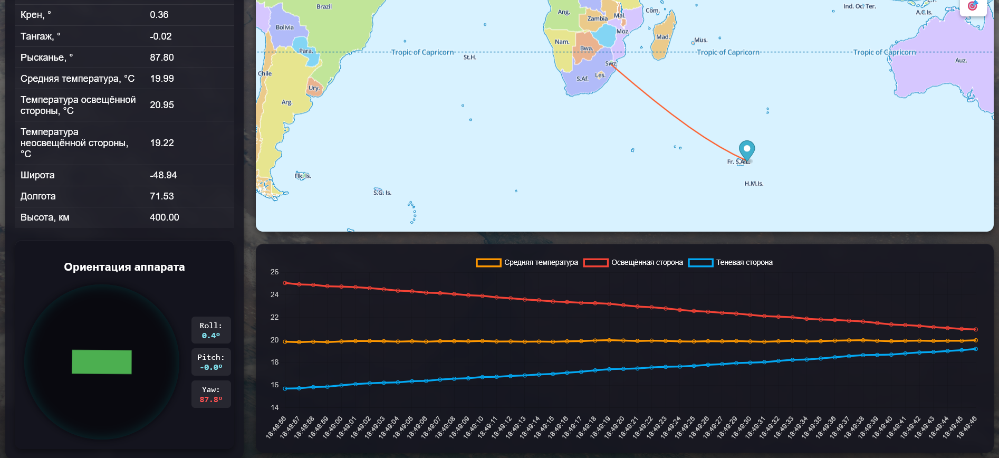 Крен, ° 0.36
Тангаж, ° -0.02
Рысканье, ° 87.80
Средняя температура, °C 19.99
Температура освещённой
стороны, °C 20.95
Температура
неосвещённой стороны, 19.22
°C
Широта -48.94
Долгота 71.53
Высота, км 400.00
Ориентация аппарата
Roll:
0.4º
Pitch:
-0.0º
Yaw:
87.8º
Brazil
Bolivia
Para.
Chile
Ury.
Arg.
Flk. Is.
S.G. Is.
Tropic of Capricorn
St.H.
Ang.
Zambia
Mal.
Com.
Moz.
Nam.
Bwa.
Mad.
Mus.
Swz.
Les.
S.Af.
Tropic of Capricorn
Tropic of Capricorn
Ind. Oc. Ter.
A.C.Is.
Auz.
Fr. S.A.L.
H.M.Is.
Средняя температура Освещённая сторона Теневая сторона
26
24
22
20
18
16
14
18:48:56 18:48:57 18:48:58 18:48:59 18:49:00 18:49:01 18:49:02 18:49:03 18:49:04 18:49:05 18:49:06 18:49:07 18:49:08 18:49:09 18:49:10 18:49:11 18:49:12 18:49:13 18:49:14 18:49:15 18:49:16 18:49:17 18:49:18 18:49:19 18:49:20 18:49:21 18:49:22 18:49:23 18:49:24 18:49:25 18:49:26 18:49:27 18:49:28 18:49:29 18:49:30 18:49:31 18:49:32 18:49:33 18:49:34 18:49:35 18:49:36 18:49:37 18:49:38 18:49:39 18:49:40 18:49:41 18:49:42 18:49:43 18:49:44 18:49:45 18:49:46